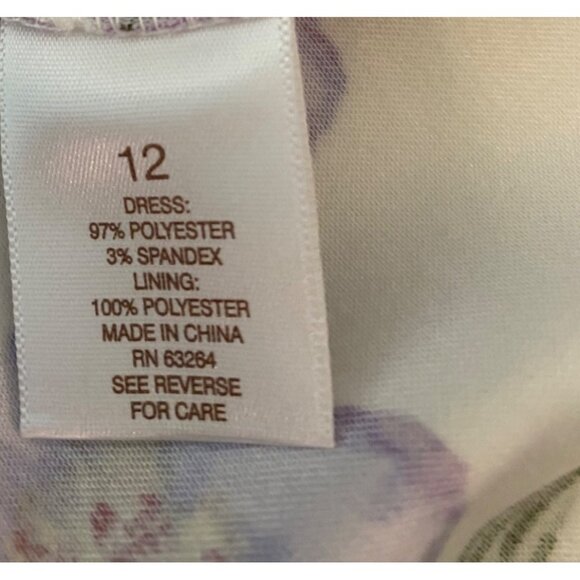 12
DRESS:
97% POLYESTER
3% SPANDEX
LINING:
100% POLYESTER
MADE IN CHINA
RN 63264
SEE REVERSE
FOR CARE